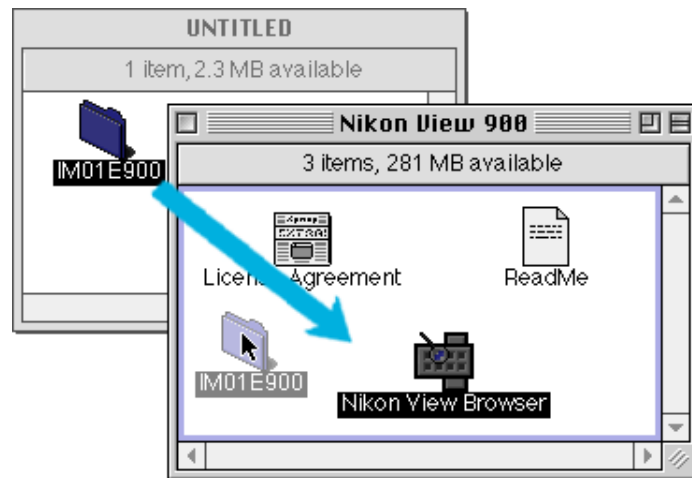 UNTITLED
1 item, 2.3 MB available
IM01E900
Nikon View 900
3 items, 281 MB available
License Agreement
ReadMe
IM01E900
Nikon View Browser